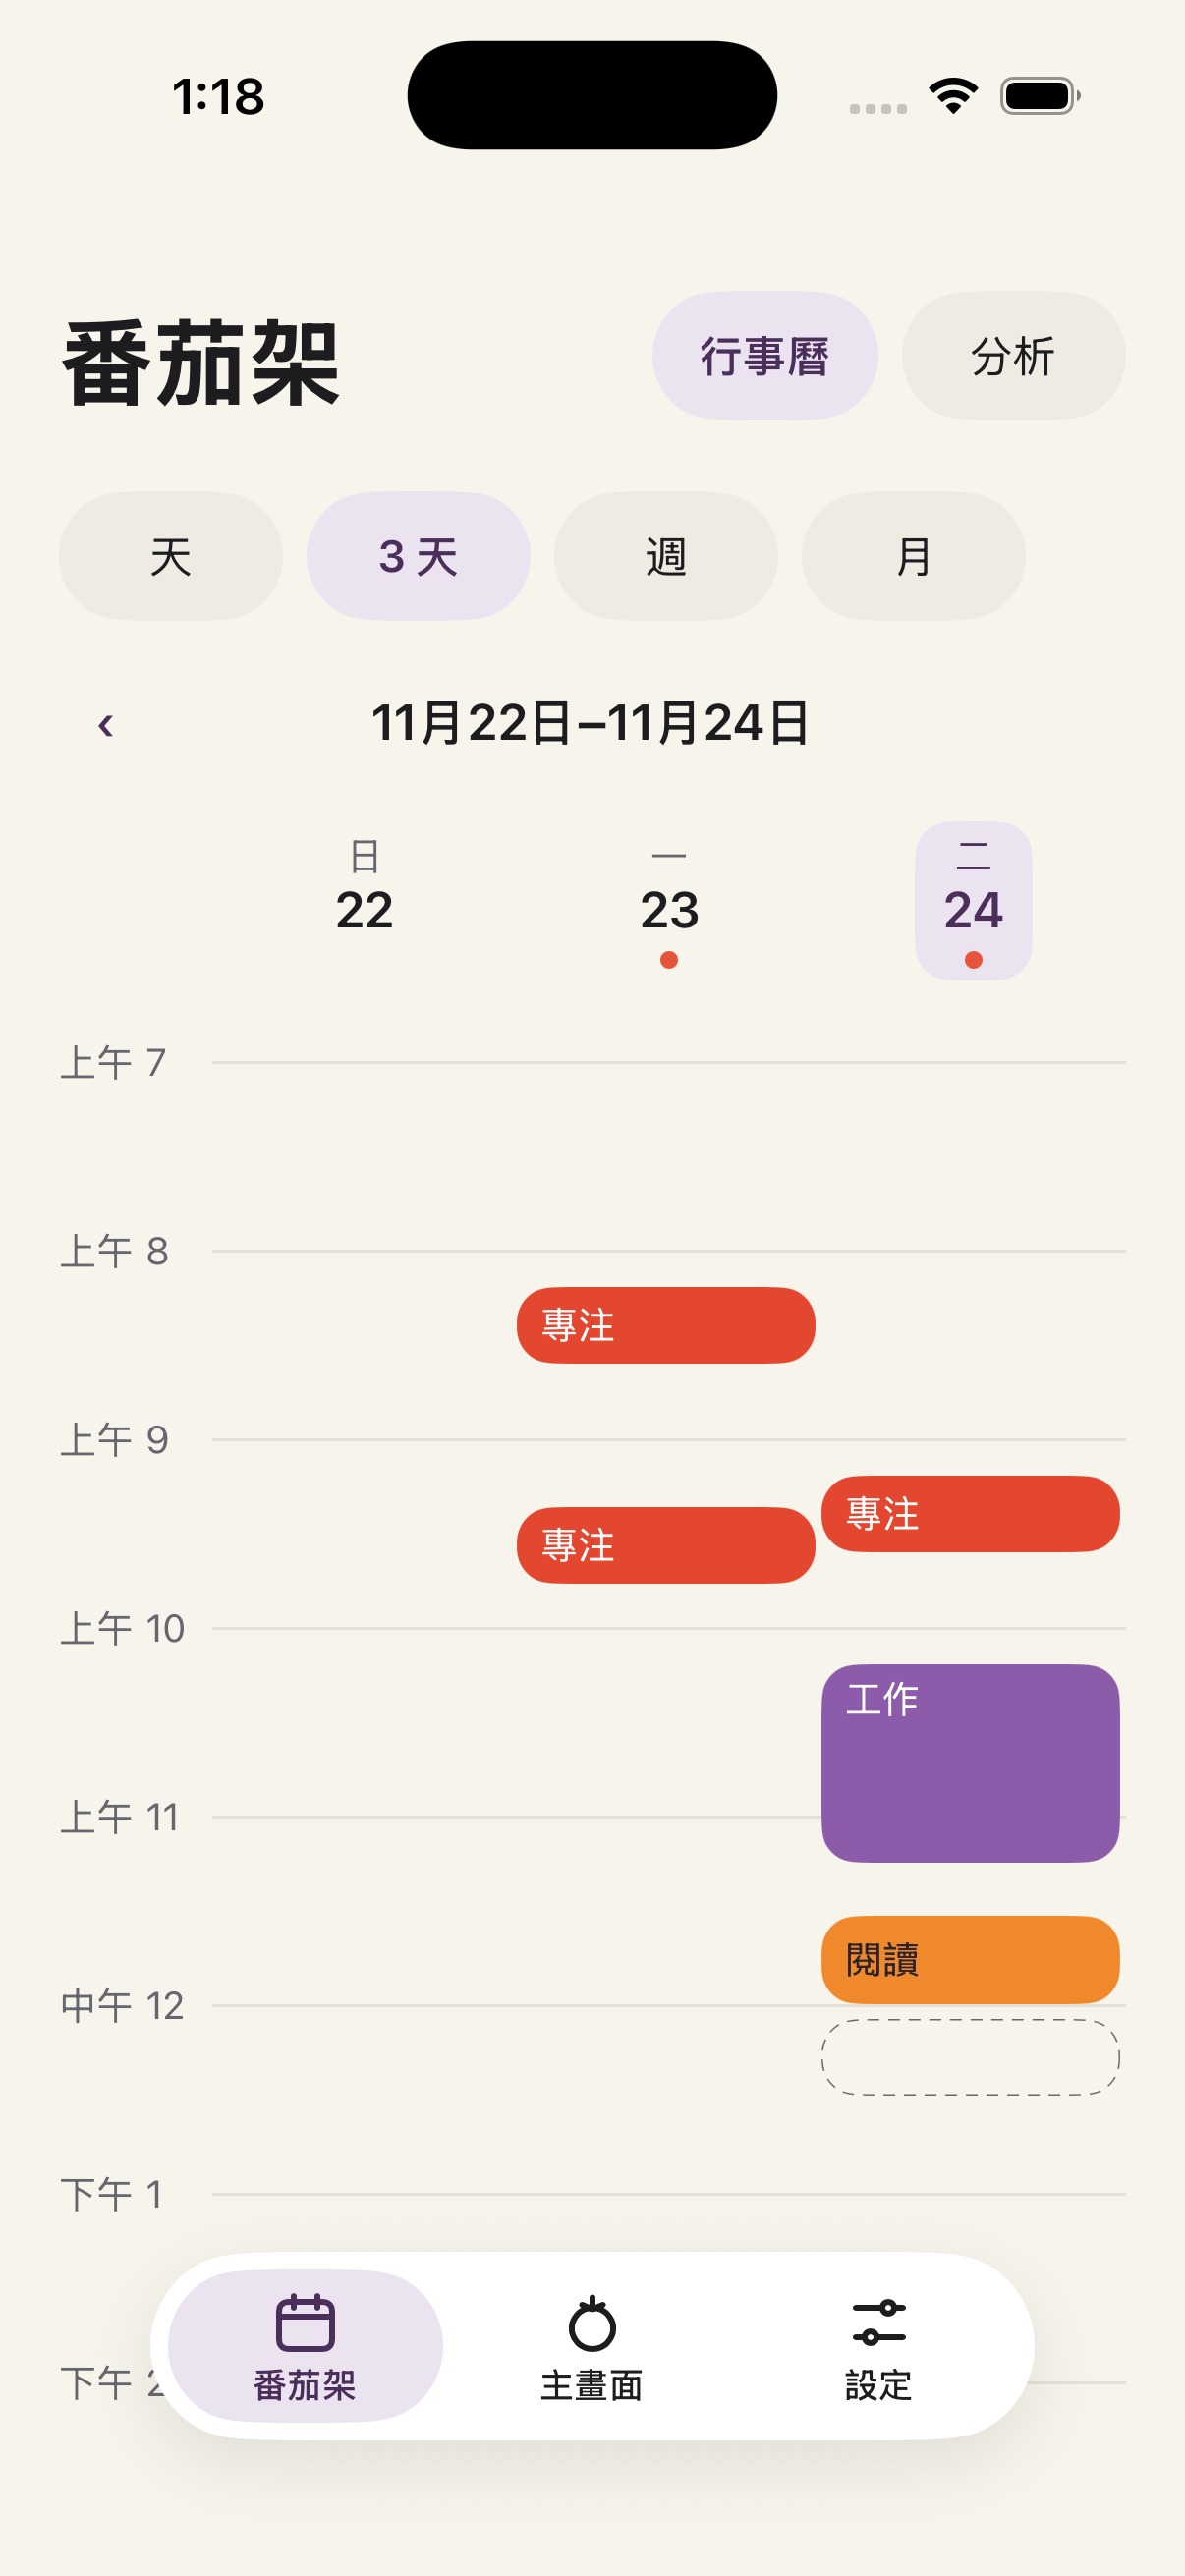 1:18
番茄架
行事曆
分析
天
3 天
週
月
‹
11月22日–11月24日
日
22
一
23
二
24
上午 7
上午 8
專注
上午 9
專注
專注
上午 10
工作
上午 11
閱讀
中午 12
下午 1
下午 2
番茄架
主畫面
設定